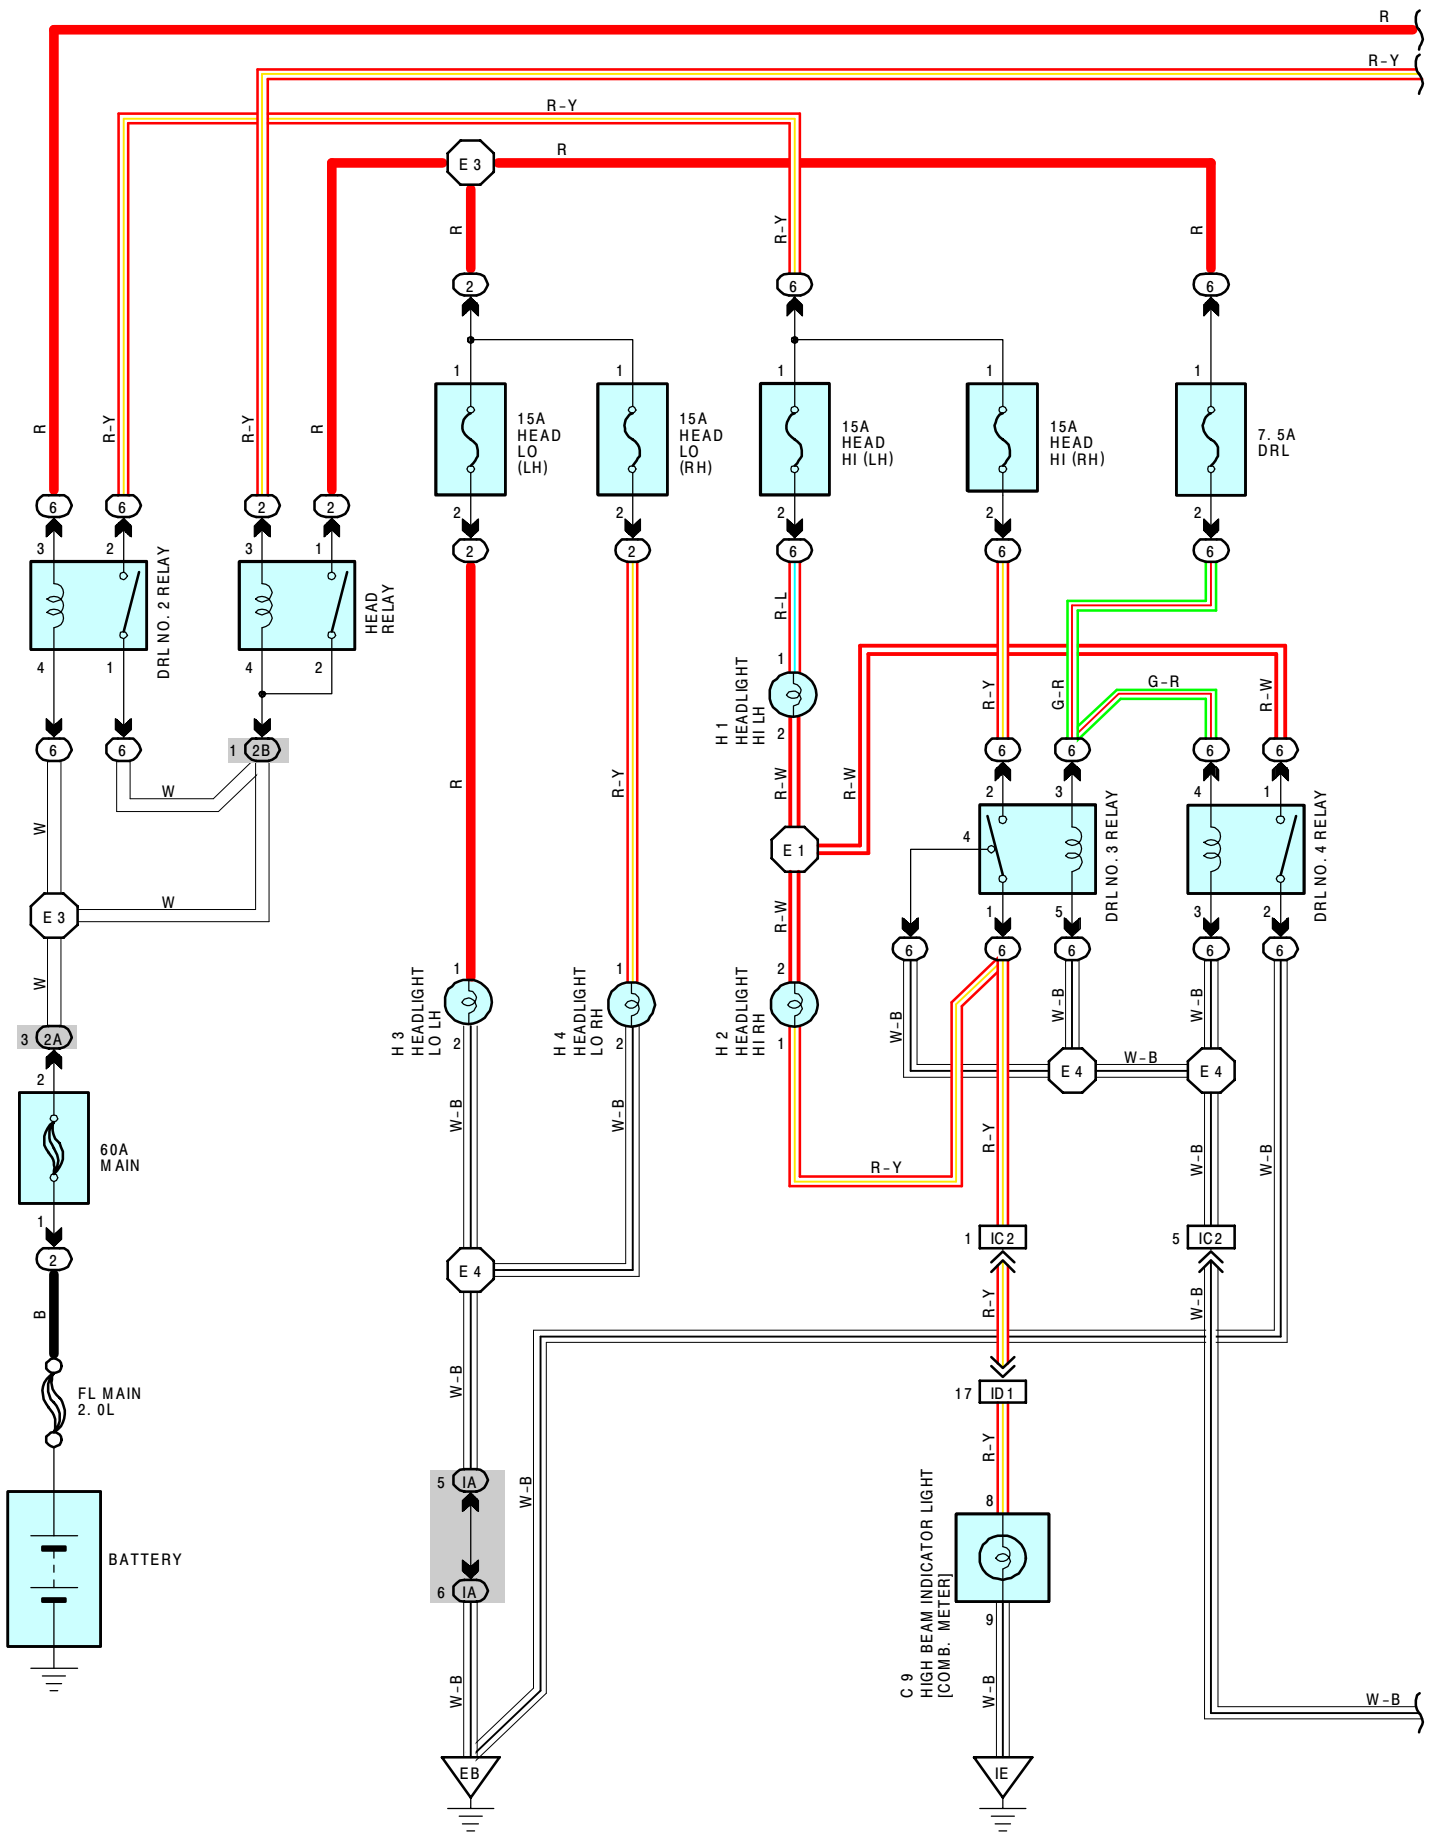 R
R-Y
R-Y
E 3
R
R
R-Y
R
2
6
6
R
R-Y
R-Y
R
1
1
1
1
1
15A
HEAD
LO
(LH)
15A
HEAD
LO
(RH)
15A
HEAD
HI (LH)
15A
HEAD
HI (RH)
7. 5A
DRL
2
2
2
2
2
6
6
2
2
2
2
6
6
6
3
2
3
1
DRL NO. 2 RELAY
HEAD
RELAY
4
1
4
2
R-L
1
H 1
HEADLIGHT
HI LH
2
R-Y
G-R
G-R
R-W
6
6
1
2B
6
6
6
6
W
W
R
R-Y
R-W
R-W
2
3
4
1
4
E 1
DRL NO. 3 RELAY
DRL NO. 4 RELAY
E 3
W
1
5
3
2
R-W
6
6
6
6
6
W
1
H 3
HEADLIGHT
LO LH
2
1
H 4
HEADLIGHT
LO RH
2
2
H 2
HEADLIGHT
HI RH
1
W-B
W-B
W-B
3
2A
2
E 4
W-B
E 4
60A
MAIN
1
W-B
W-B
R-Y
R-Y
W-B
W-B
2
1
IC2
5
IC2
B
E 4
R-Y
W-B
FL MAIN
2. 0L
W-B
17
ID1
R-Y
5
IA
W-B
8
BATTERY
C 9
HIGH BEAM INDICATOR LIGHT
[COMB. METER]
6
IA
9
W-B
W-B
W-B
EB
IE